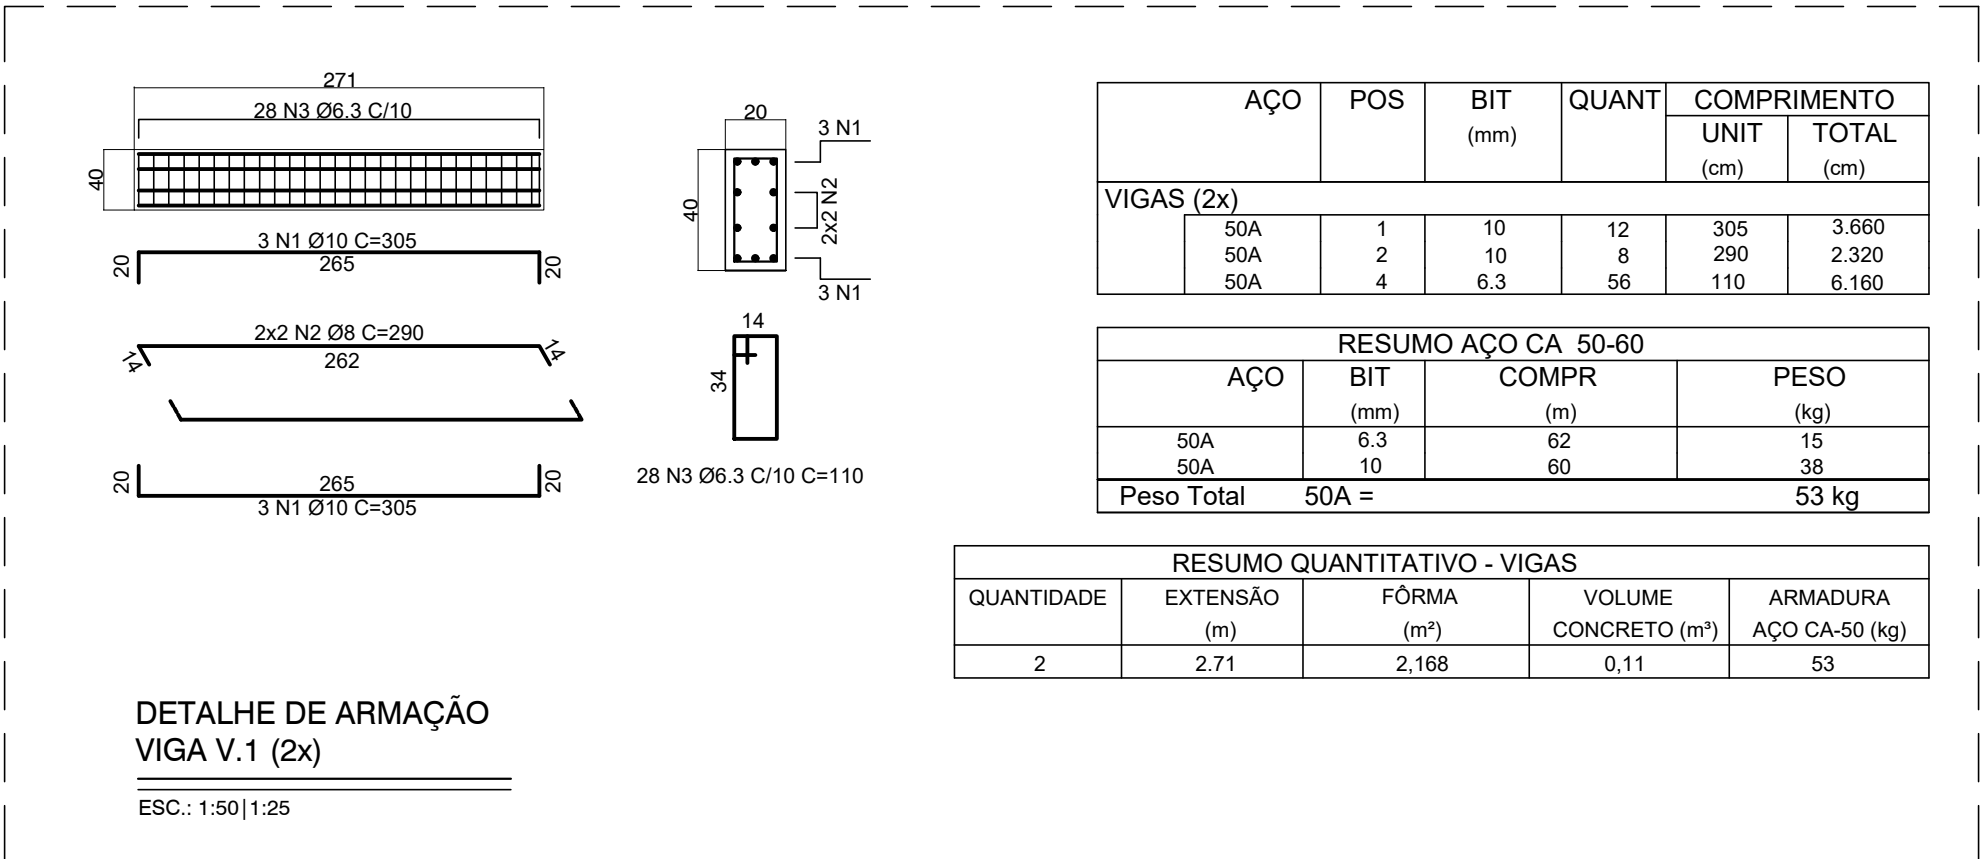 271
28 N3 Ø6.3 C/10
40
3 N1 Ø10 C=305
265
20
20
2x2 N2 Ø8 C=290
262
14
14
20
265
20
3 N1 Ø10 C=305
20
3 N1
40
2x2 N2
3 N1
14
34
28 N3 Ø6.3 C/10 C=110
AÇO POS BIT QUANT COMPRIMENTO
(mm) UNIT TOTAL
(cm) (cm)
VIGAS (2x)
50A 1 10 12 305 3.660
50A 2 10 8 290 2.320
50A 4 6.3 56 110 6.160
RESUMO AÇO CA 50-60
AÇO BIT COMPR PESO
(mm) (m) (kg)
50A 6.3 62 15
50A 10 60 38
Peso Total 50A = 53 kg
RESUMO QUANTITATIVO - VIGAS
QUANTIDADE EXTENSÃO FÔRMA VOLUME ARMADURA
(m) (m²) CONCRETO (m³) AÇO CA-50 (kg)
2 2.71 2,168 0,11 53
DETALHE DE ARMAÇÃO
VIGA V.1 (2x)
ESC.: 1:50|1:25